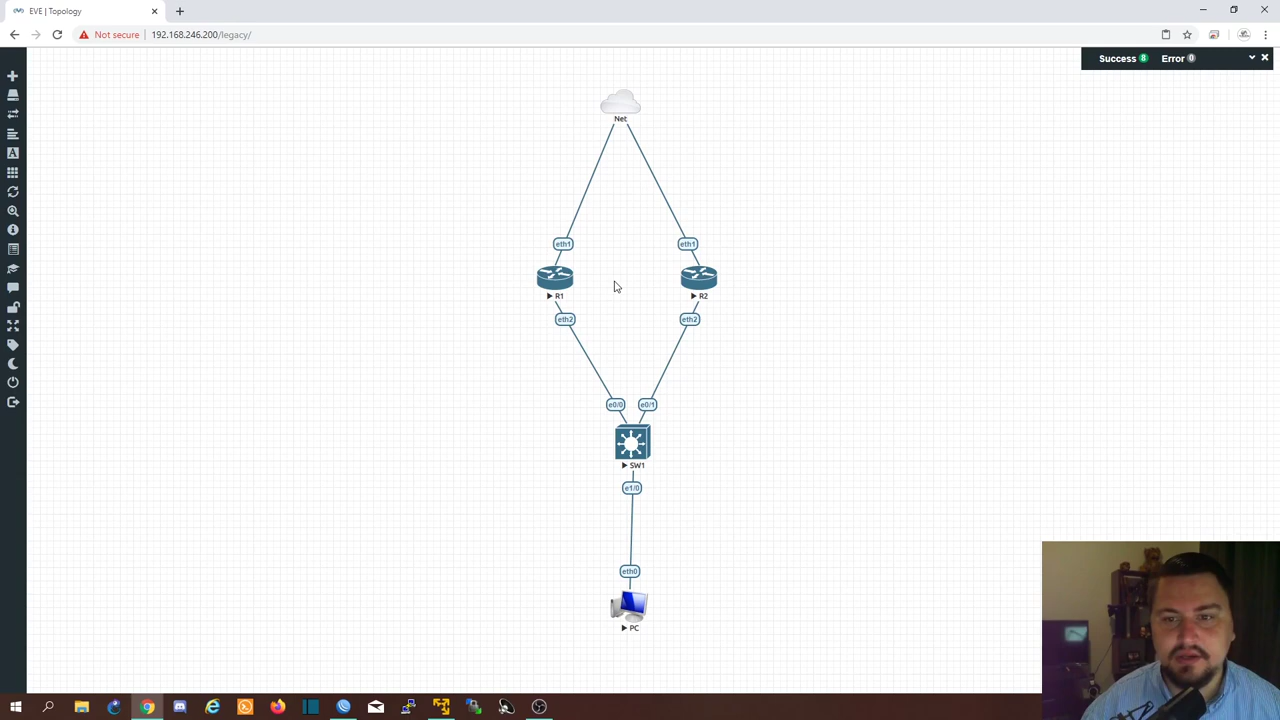 EVE | Topology
Not secure
192.168.246.200/legacy/
Success 8
Error 0
Net
eth1
eth1
R1
R2
eth2
eth2
e0/0
e0/1
SW1
e1/0
eth0
PC